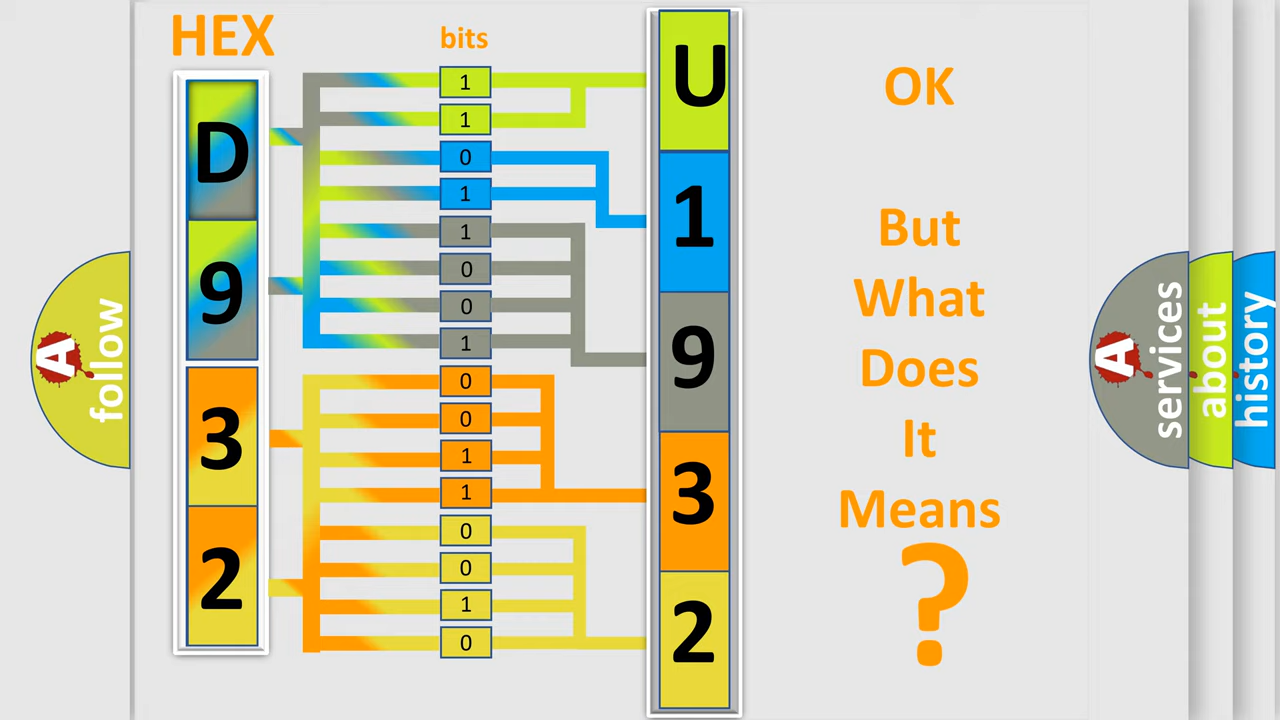 HEX
bits
D
9
3
2
1
1
0
1
1
0
0
1
0
0
1
1
0
0
1
0
U
1
9
3
2
OK
But
What
Does
It
Means
?
A
follow
A
services
about
history